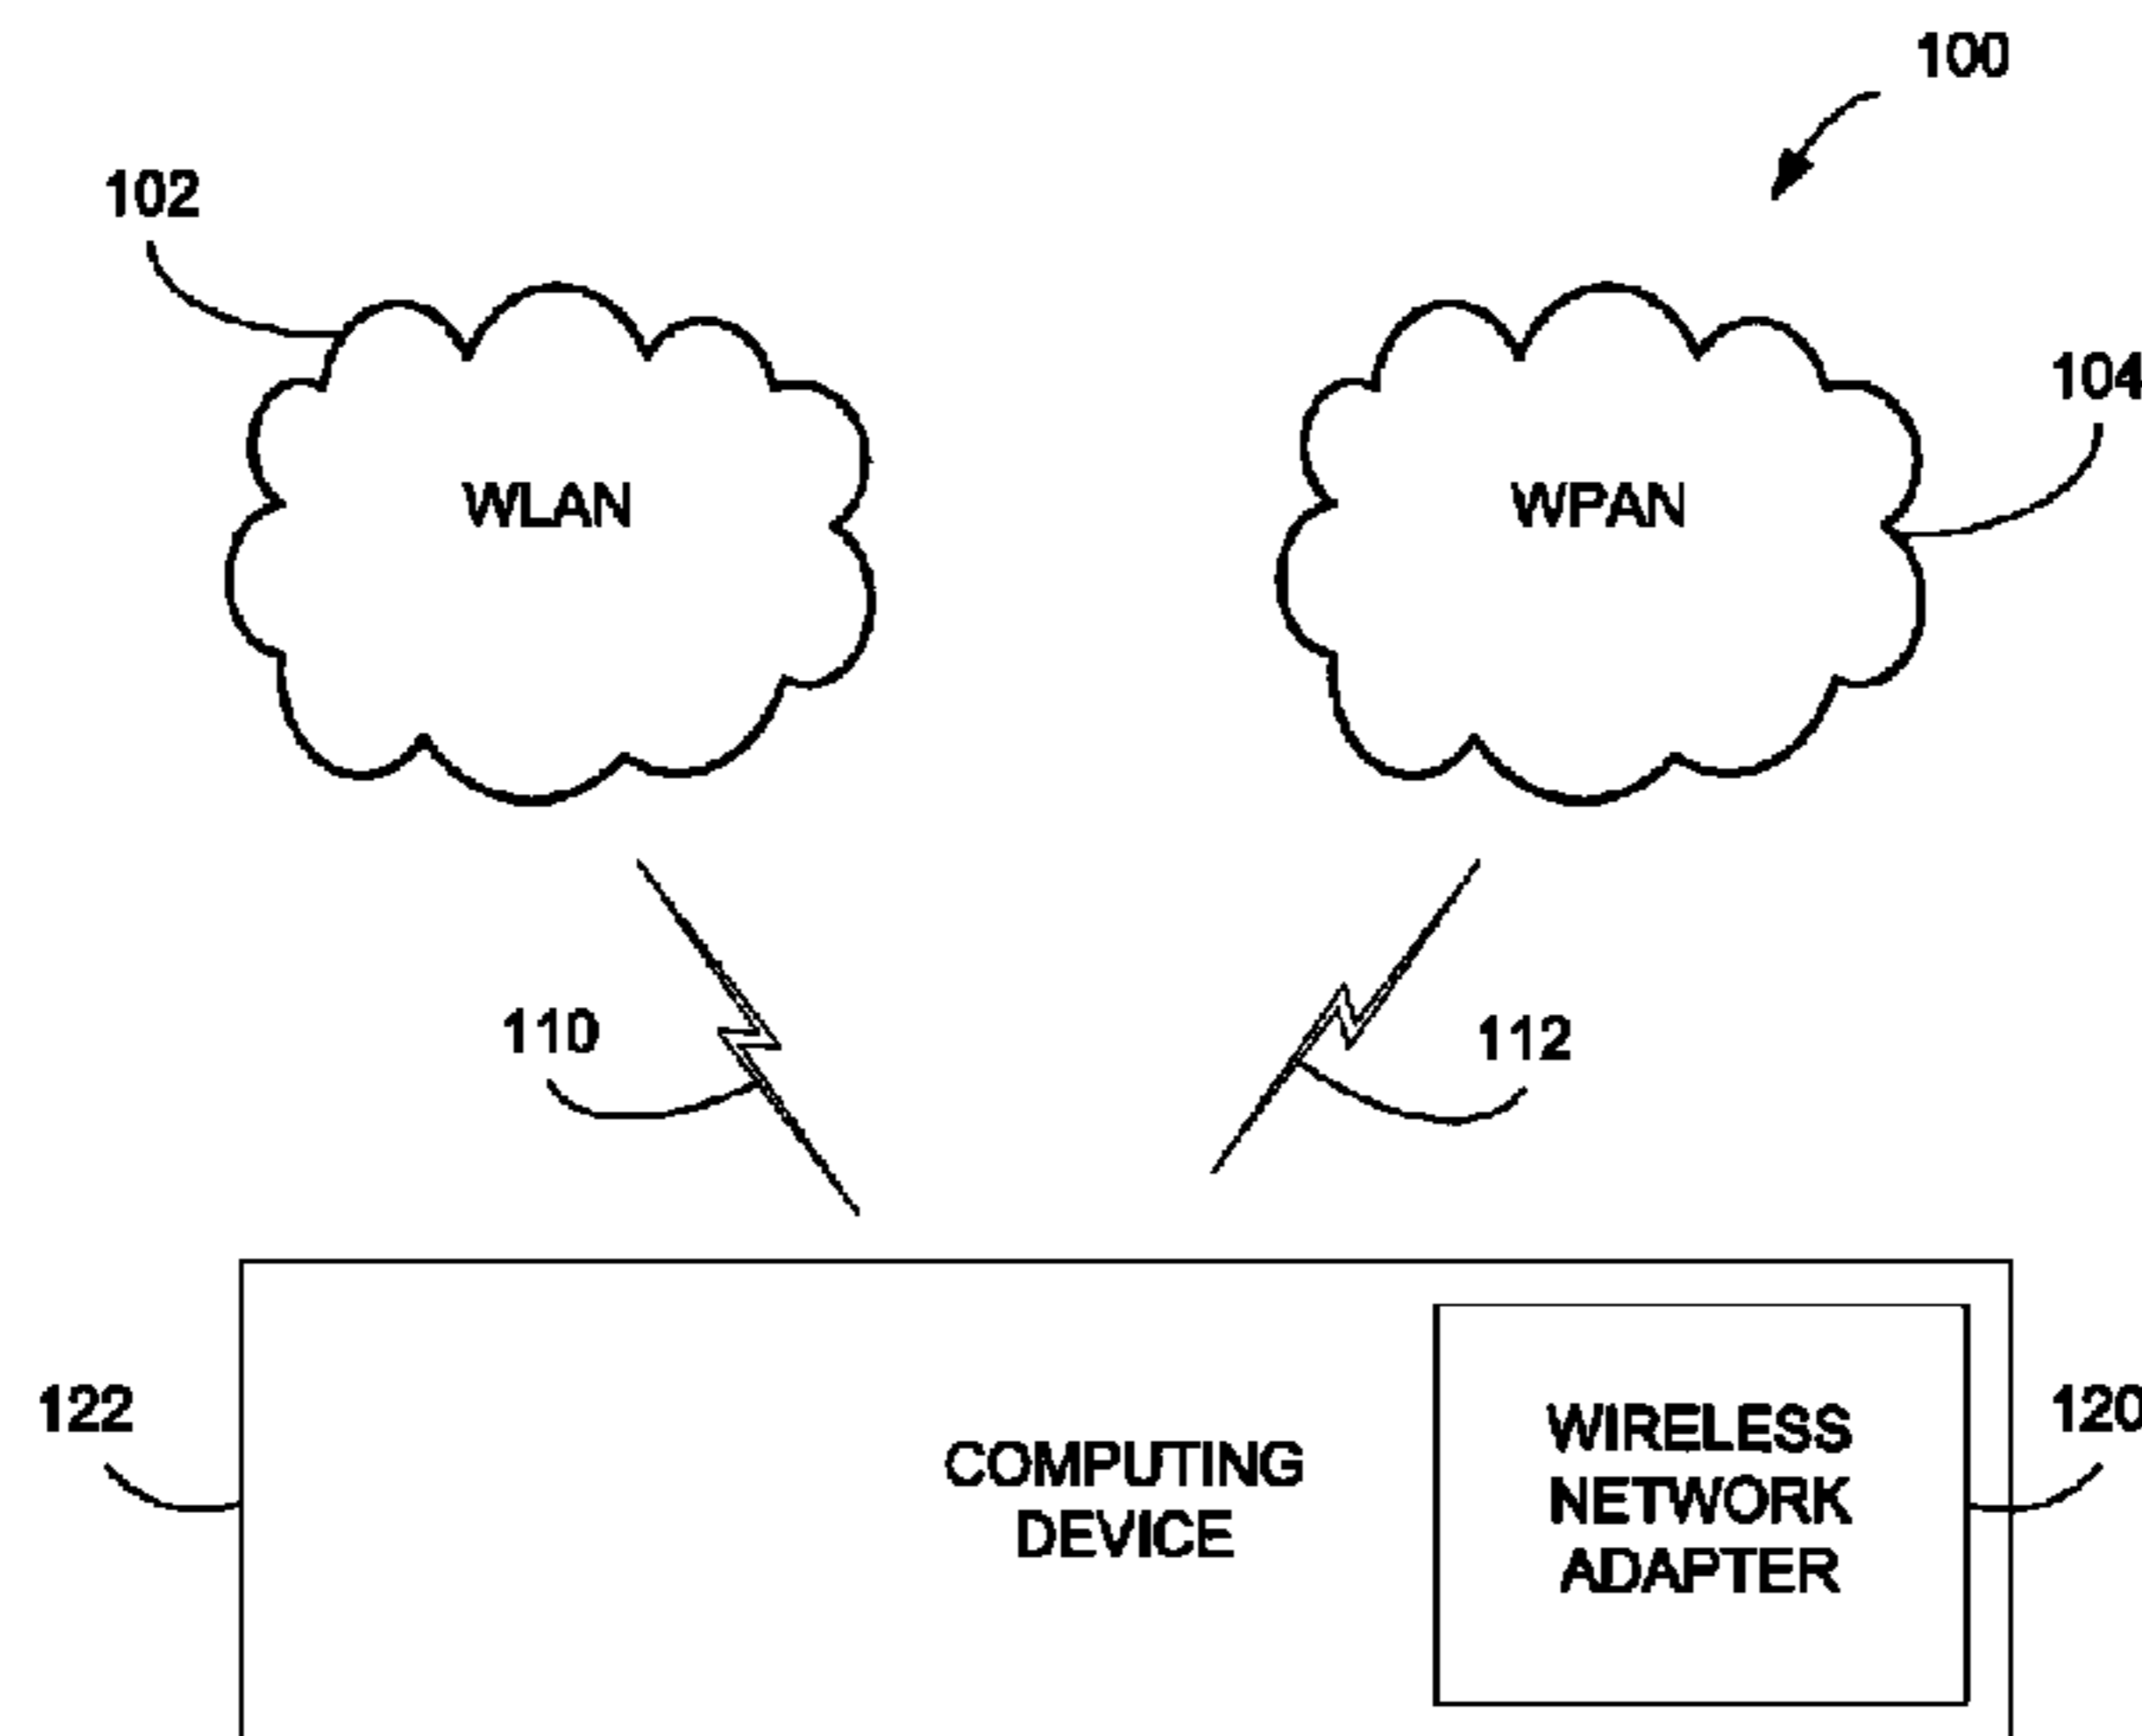 100
102
104
WLAN
WPAN
110
112
122
120
COMPUTING
DEVICE
WIRELESS
NETWORK
ADAPTER